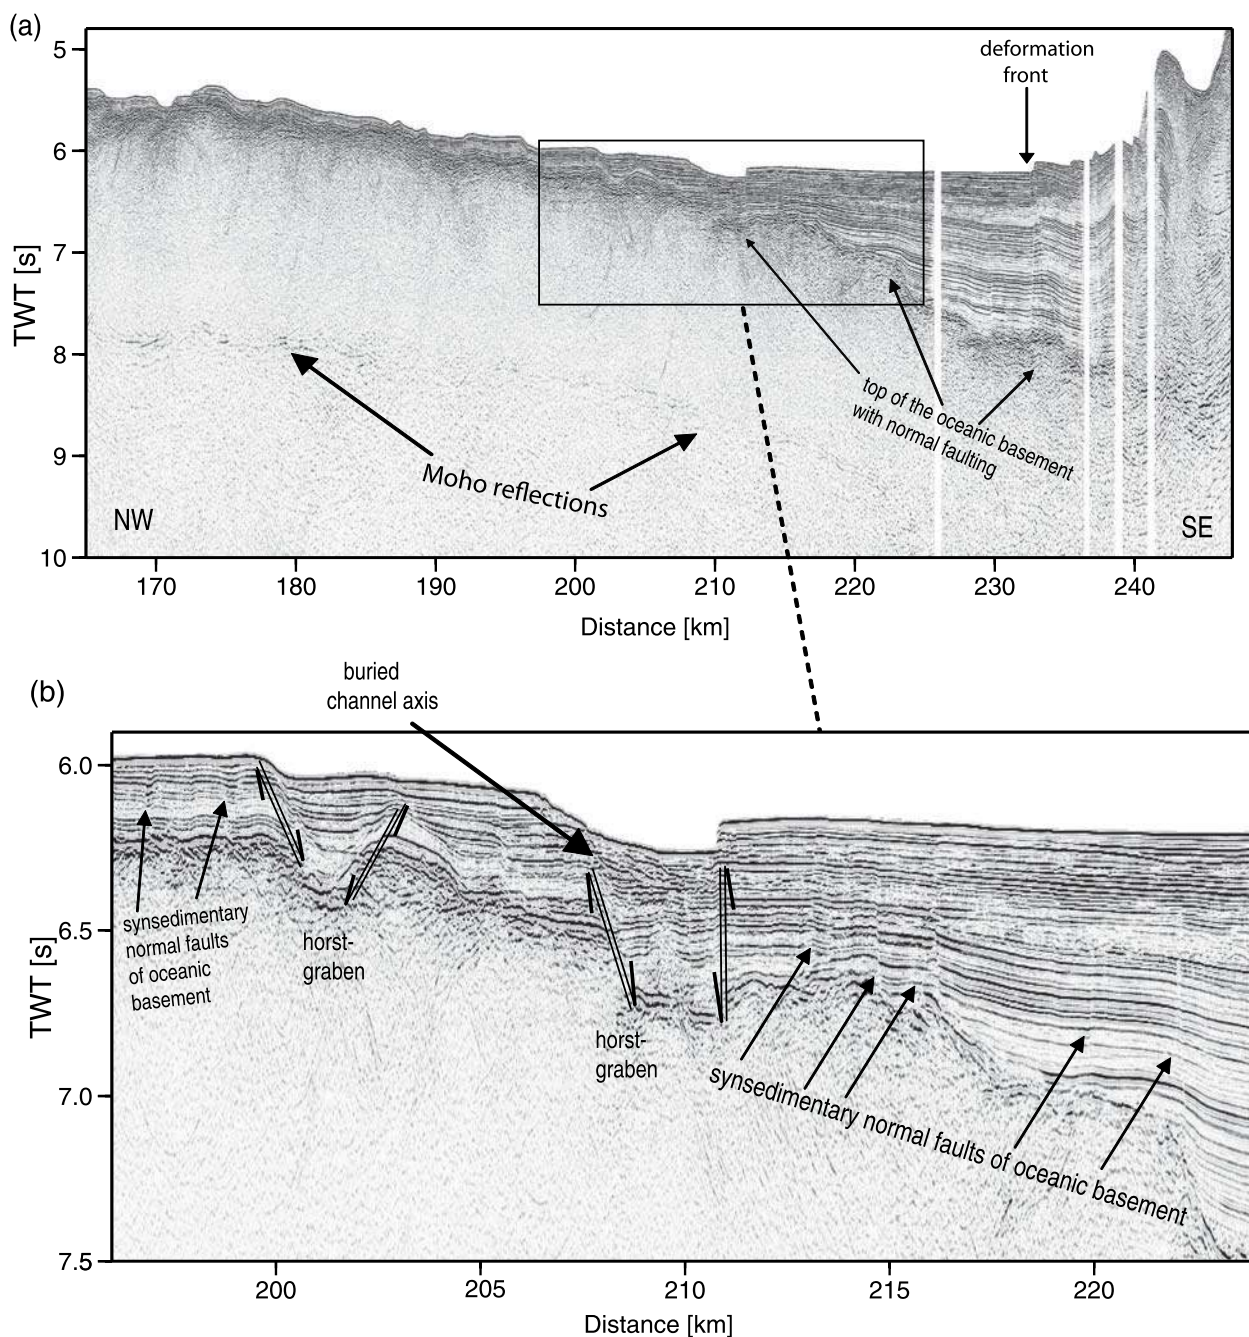 (a)
5
6
7
8
9
10
TWT [s]
deformation
front
top of the oceanic basement
with normal faulting
Moho reflections
NW
SE
170
180
190
200
210
220
230
240
Distance [km]
(b)
buried
channel axis
6.0
6.5
7.0
7.5
TWT [s]
synsedimentary
normal faults
of oceanic
basement
horst-
graben
horst-
graben
synsedimentary normal faults of oceanic basement
200
205
210
215
220
Distance [km]